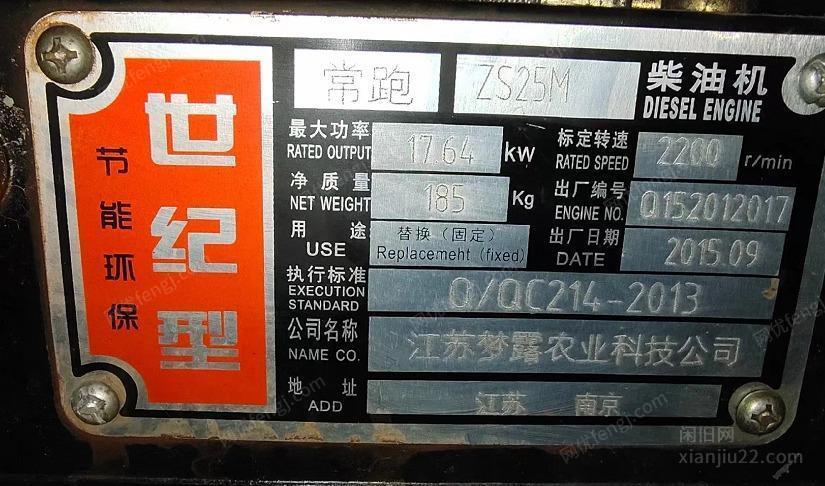 世纪型
节能环保
常跑 ZS25M 柴油机
DIESEL ENGINE
最大功率 17.64 kw 标定转速 2200 r/min
RATED OUTPUT RATED SPEED
净质量 185 Kg 出厂编号 Q152012017
NET WEIGHT ENGINE NO.
用途 替换（固定） 出厂日期 2015.09
USE Replacemeht (fixed) DATE
执行标准 Q/QC214-2013
EXECUTION
STANDARD
公司名称 江苏梦露农业科技公司
NAME CO.
地址 江苏 南京
ADD
闲旧网
xianjiu22.com